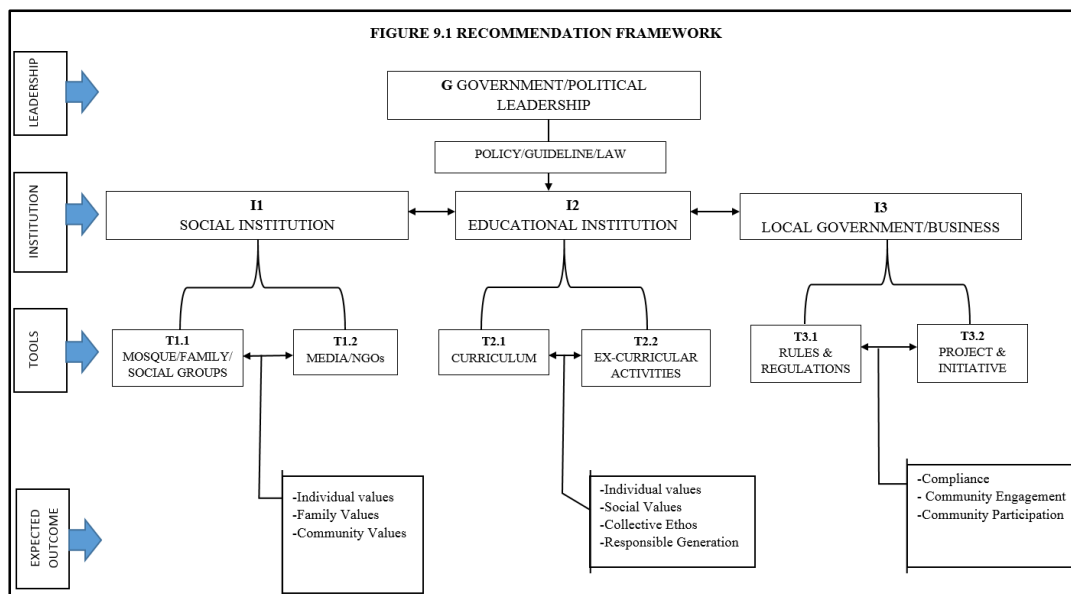 FIGURE 9.1 RECOMMENDATION FRAMEWORK
LEADERSHIP
G GOVERNMENT/POLITICAL
LEADERSHIP
POLICY/GUIDELINE/LAW
INSTITUTION
I1
SOCIAL INSTITUTION
I2
EDUCATIONAL INSTITUTION
I3
LOCAL GOVERNMENT/BUSINESS
TOOLS
T1.1
MOSQUE/FAMILY/
SOCIAL GROUPS
T1.2
MEDIA/NGOs
T2.1
CURRICULUM
T2.2
EX-CURRICULAR
ACTIVITIES
T3.1
RULES &
REGULATIONS
T3.2
PROJECT &
INITIATIVE
EXPECTED
OUTCOME
-Individual values
-Family Values
-Community Values
-Individual values
-Social Values
-Collective Ethos
-Responsible Generation
-Compliance
- Community Engagement
-Community Participation